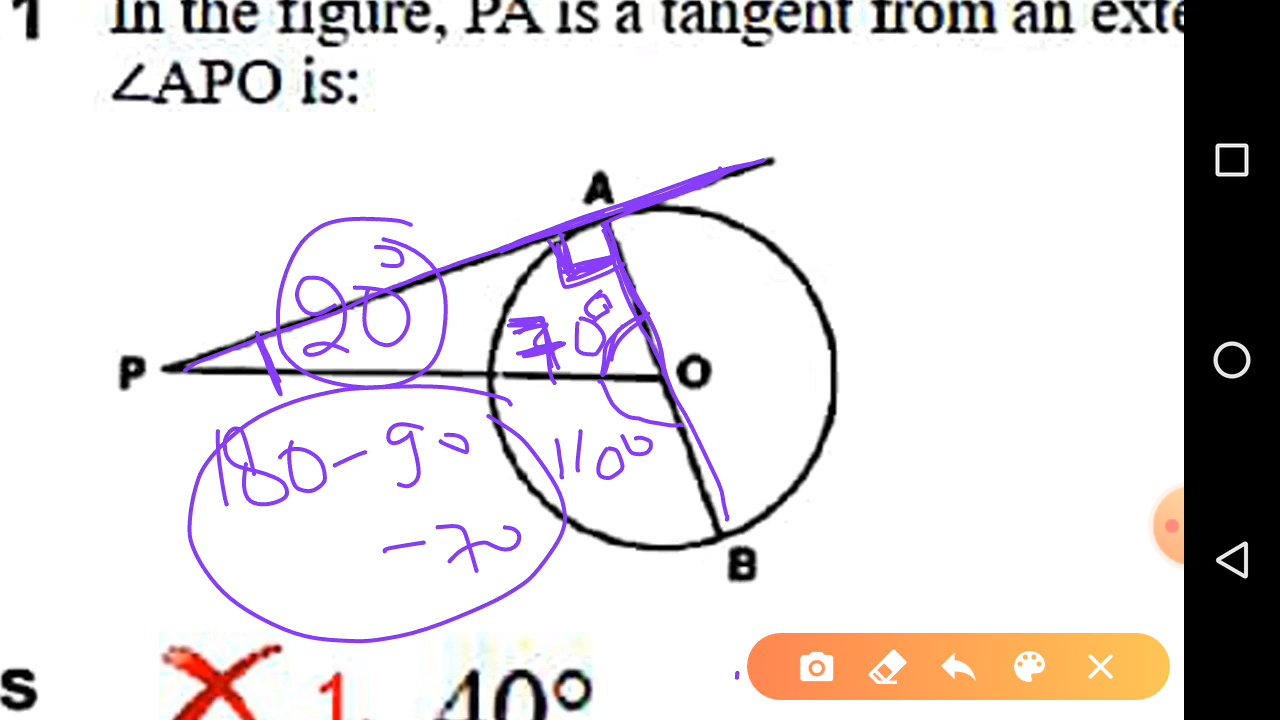 1 In the figure, PA is a tangent from an exte
∠APO is:
A
20°
P
70°
O
180-90
-70
110°
B
s
1. 40°